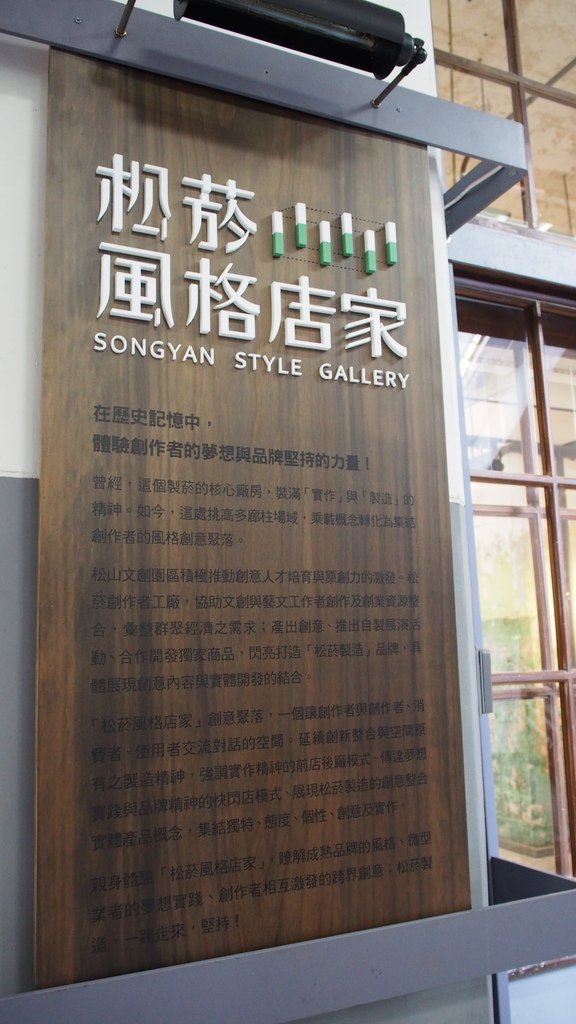 松菸
風格店家
SONGYAN STYLE GALLERY
在歷史記憶中，
體驗創作者的夢想與品牌堅持的力量！
曾經，這個製菸的核心廠房，裝滿「實作」與「製造」的
精神。如今，這處挑高多廊柱場域，乘載概念轉化為集結
創作者的風格創意聚落。
松山文創園區積極推動創意人才培育與原創力的激發。松
菸創作者工廠，協助文創與藝文工作者創作及創業資源整
合，彙整群聚經濟之需求；產出創意、推出自製展演活
動、合作開發獨家商品，閃亮打造「松菸製造」品牌，具
體展現創意內容與實體開發的結合。
「松菸風格店家」創意聚落，一個讓創作者與創作者、消
費者、使用者交流對話的空間。延續創新整合與空間原
有之製造精神，強調實作精神的前店後廠模式、傳達夢想
實踐與品牌精神的快閃店模式、展現松菸製造的創意整合
實體產品概念，集結獨特、態度、個性、創意及實作。
親身體驗「松菸風格店家」，瞭解成熟品牌的風格、微型
業者的夢想實踐、創作者相互激發的跨界創意；松菸製
造，一路走來，堅持！